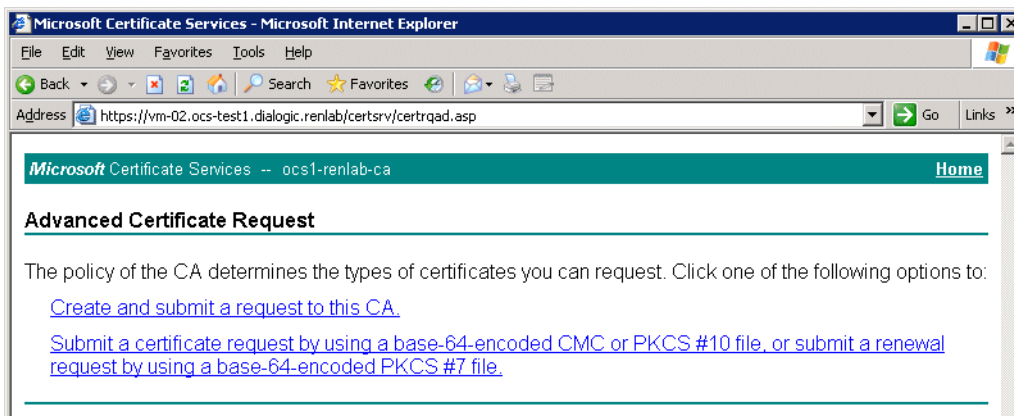 Microsoft Certificate Services - Microsoft Internet Explorer
File Edit View Favorites Tools Help
Back Search Favorites
Address https://vm-02.ocs-test1.dialogic.renlab/certsrv/certrqad.asp Go Links »
Microsoft Certificate Services -- ocs1-renlab-ca Home
Advanced Certificate Request
The policy of the CA determines the types of certificates you can request. Click one of the following options to:
Create and submit a request to this CA.
Submit a certificate request by using a base-64-encoded CMC or PKCS #10 file, or submit a renewal
request by using a base-64-encoded PKCS #7 file.